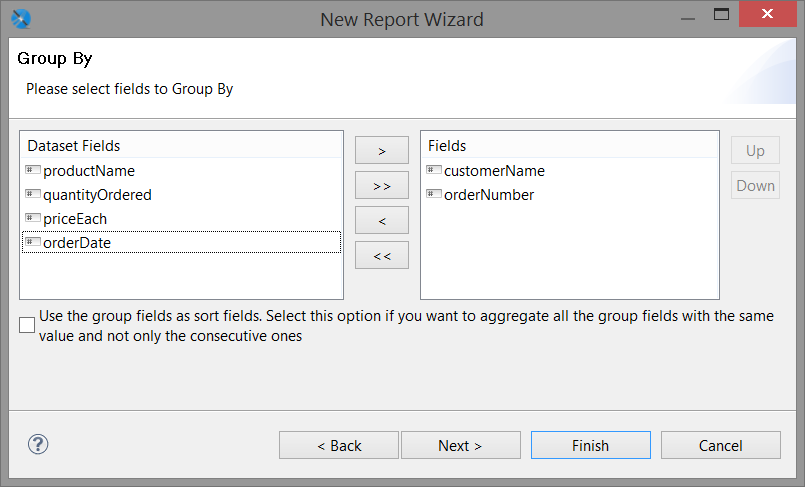 New Report Wizard
Group By
Please select fields to Group By
Dataset Fields
productName
quantityOrdered
priceEach
orderDate
>
>>
<
<<
Fields
customerName
orderNumber
Up
Down
Use the group fields as sort fields. Select this option if you want to aggregate all the group fields with the same
value and not only the consecutive ones
?
< Back
Next >
Finish
Cancel